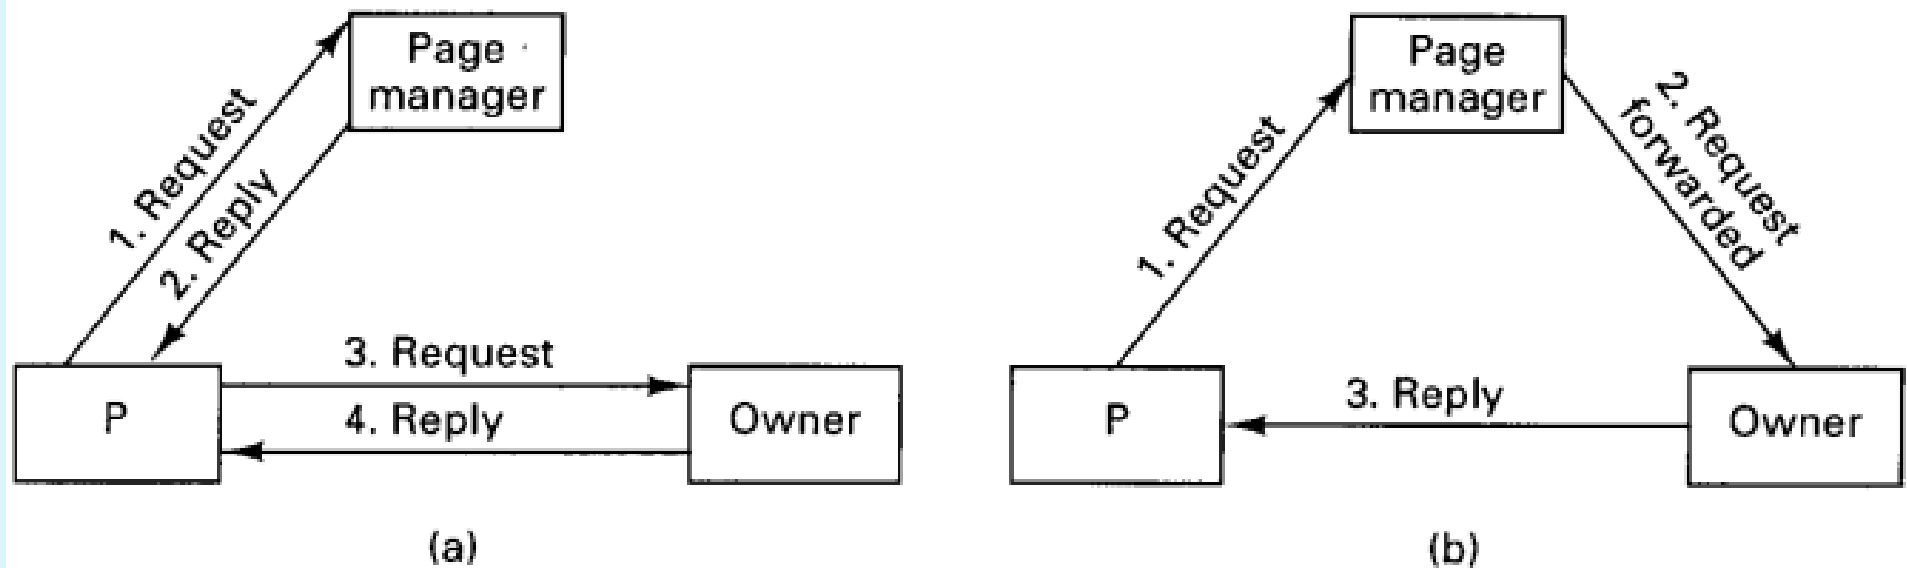 Page
manager
1. Request
2. Reply
3. Request
P
4. Reply
Owner
(a)
Page
manager
1. Request
2. Request
forwarded
3. Reply
P
Owner
(b)